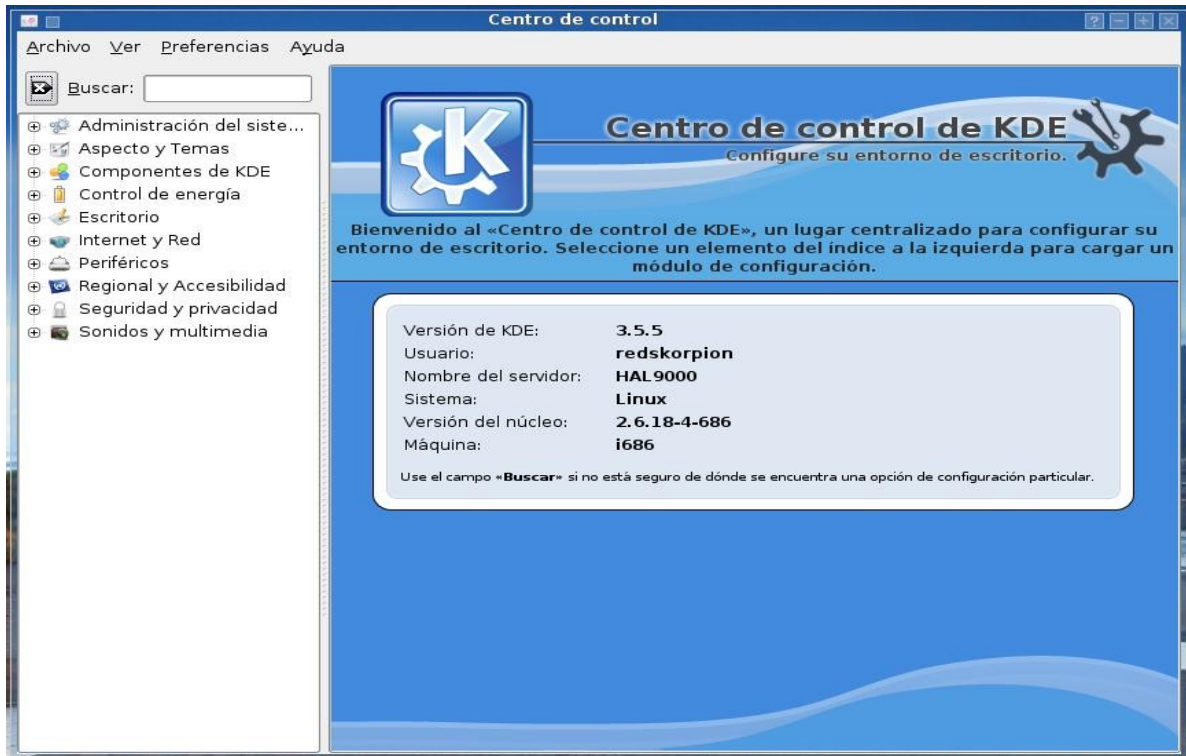 Centro de control
Archivo Ver Preferencias Ayuda
Buscar:
Administración del siste...
Aspecto y Temas
Componentes de KDE
Control de energía
Escritorio
Internet y Red
Periféricos
Regional y Accesibilidad
Seguridad y privacidad
Sonidos y multimedia
K
Centro de control de KDE
Configure su entorno de escritorio.
Bienvenido al «Centro de control de KDE», un lugar centralizado para configurar su
entorno de escritorio. Seleccione un elemento del índice a la izquierda para cargar un
módulo de configuración.
Versión de KDE: 3.5.5
Usuario: redskorpion
Nombre del servidor: HAL9000
Sistema: Linux
Versión del núcleo: 2.6.18-4-686
Máquina: i686
Use el campo «Buscar» si no está seguro de dónde se encuentra una opción de configuración particular.